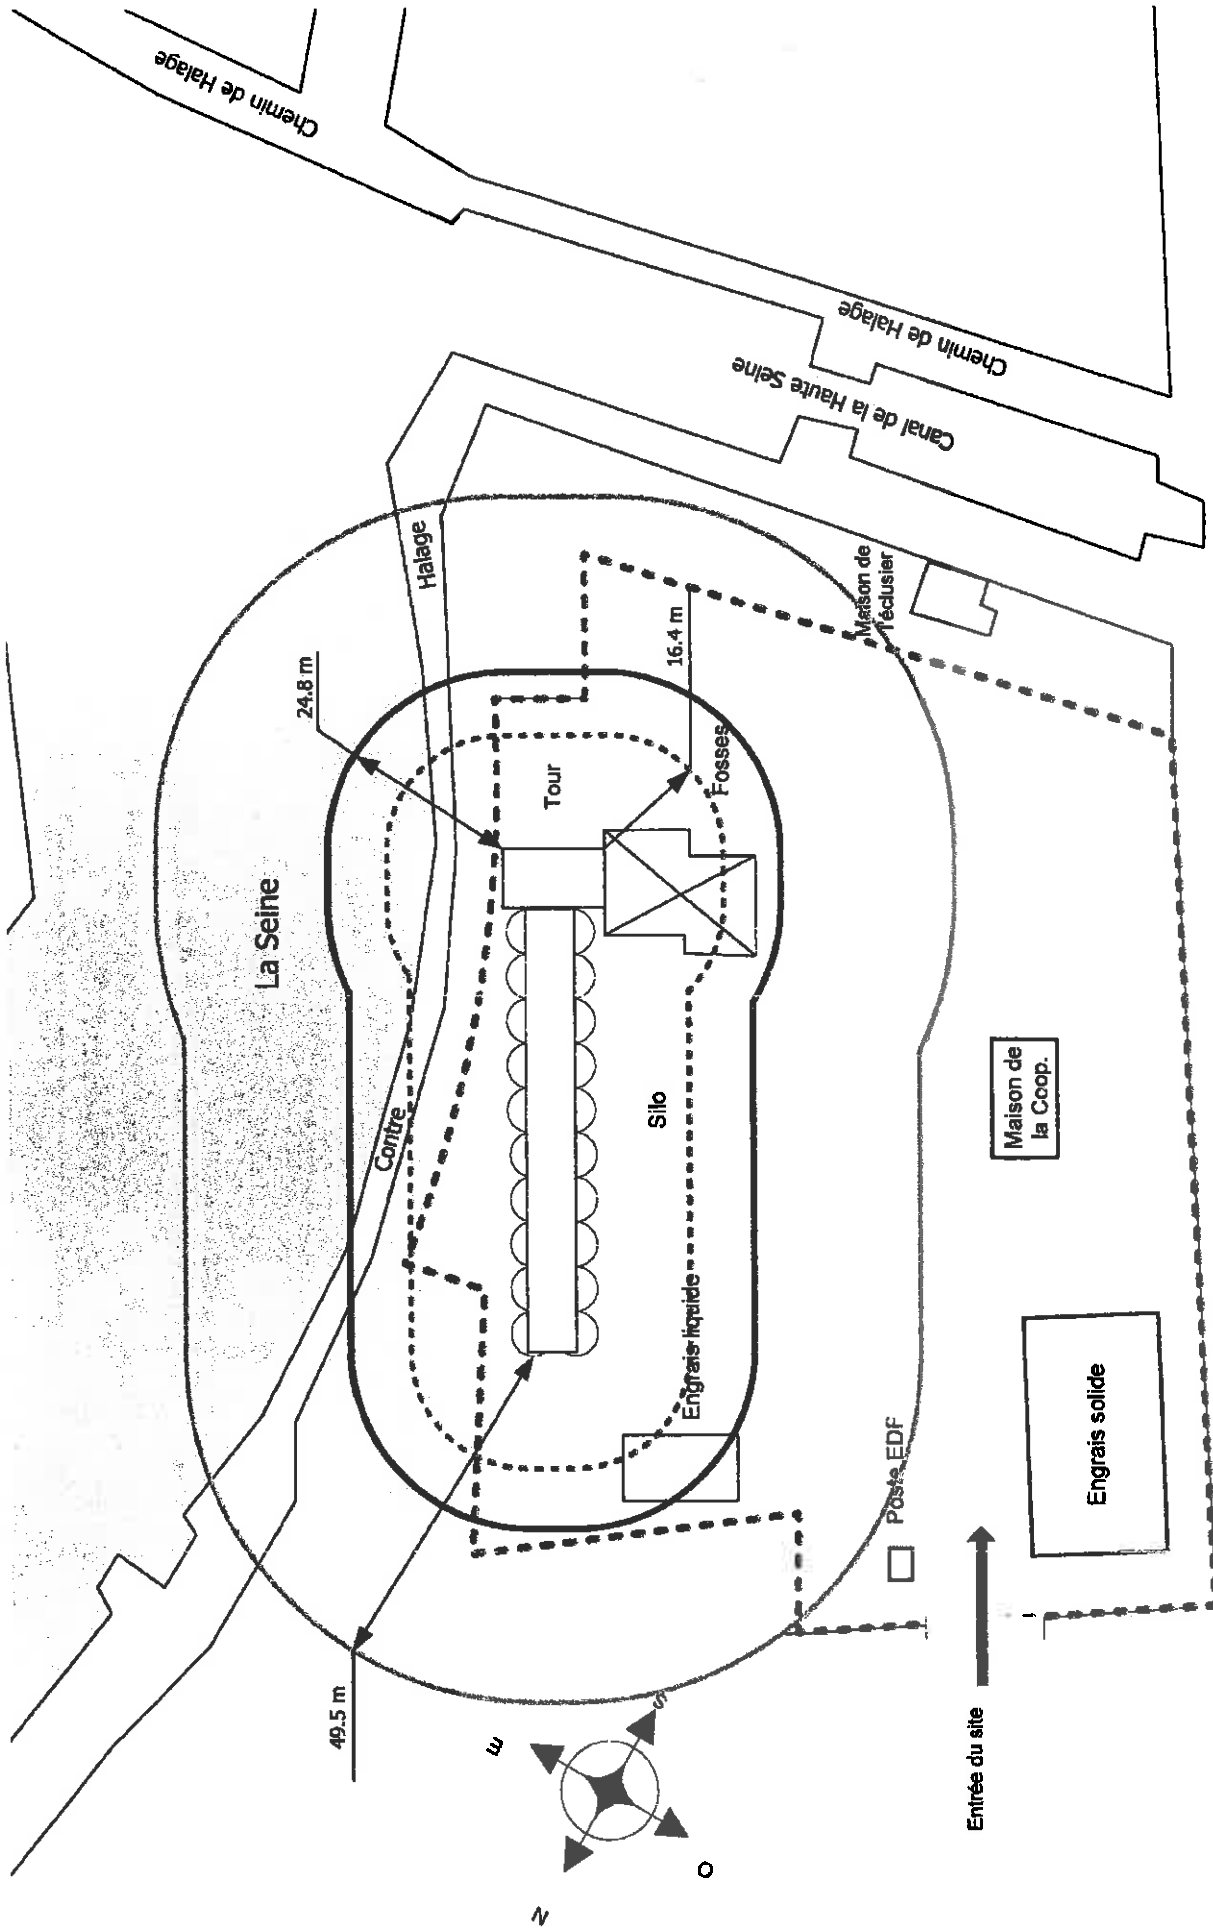 Chemin de Halage
Chemin de Halage
Canal de la Haute Seine
Halage
Maison de
l'éclusier
24.8 m
16.4 m
Tour
Fosses
La Seine
Contre
Silo
Maison de
la Coop.
Engrais liquide
Engrais solide
Poste EDF
49.5 m
Entrée du site
E
S
N
O